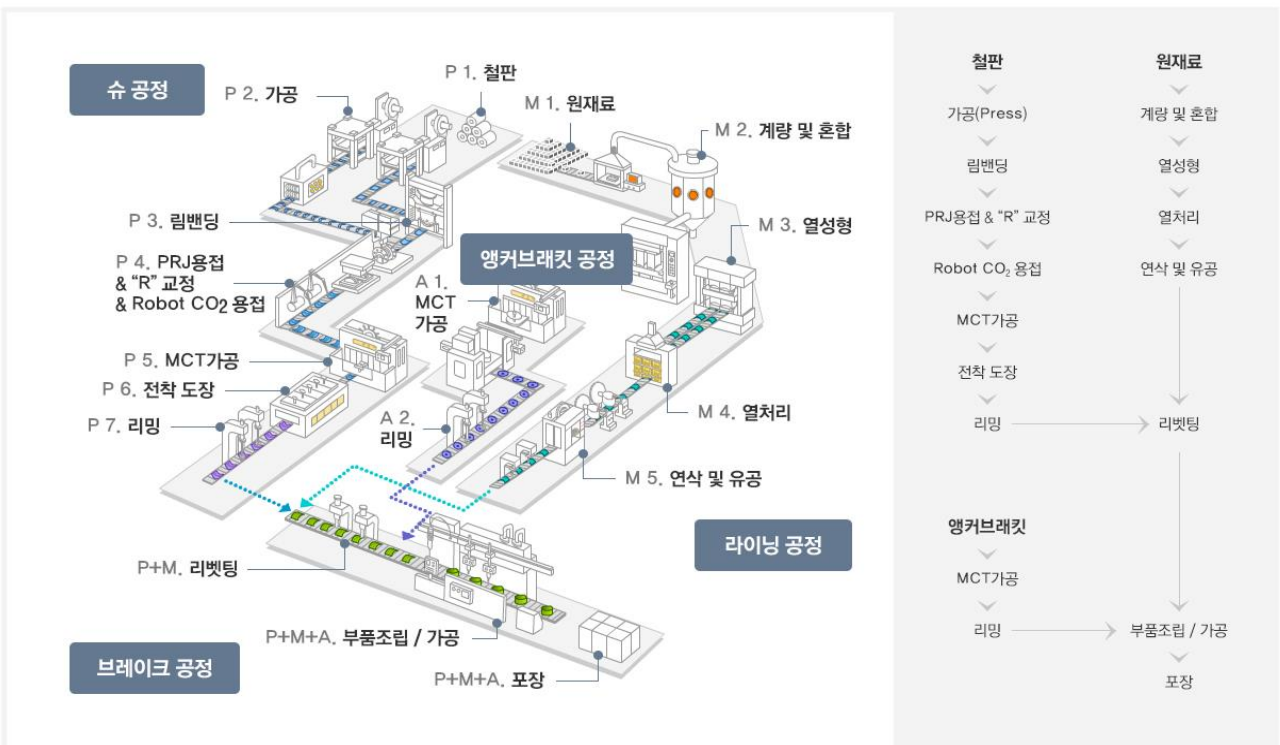 슈 공정
P 1. 철판
P 2. 가공
P 3. 림밴딩
P 4. PRJ용접
& “R” 교정
& Robot CO2 용접
P 5. MCT가공
P 6. 전착 도장
P 7. 리밍
M 1. 원재료
M 2. 계량 및 혼합
M 3. 열성형
M 4. 열처리
M 5. 연삭 및 유공
앵커브래킷 공정
A 1.
MCT
가공
A 2.
리밍
라이닝 공정
P+M. 리벳팅
P+M+A. 부품조립 / 가공
P+M+A. 포장
브레이크 공정
철판
가공(Press)
림밴딩
PRJ용접 & “R” 교정
Robot CO2 용접
MCT가공
전착 도장
리밍
원재료
계량 및 혼합
열성형
열처리
연삭 및 유공
리벳팅
앵커브래킷
MCT가공
리밍
부품조립 / 가공
포장